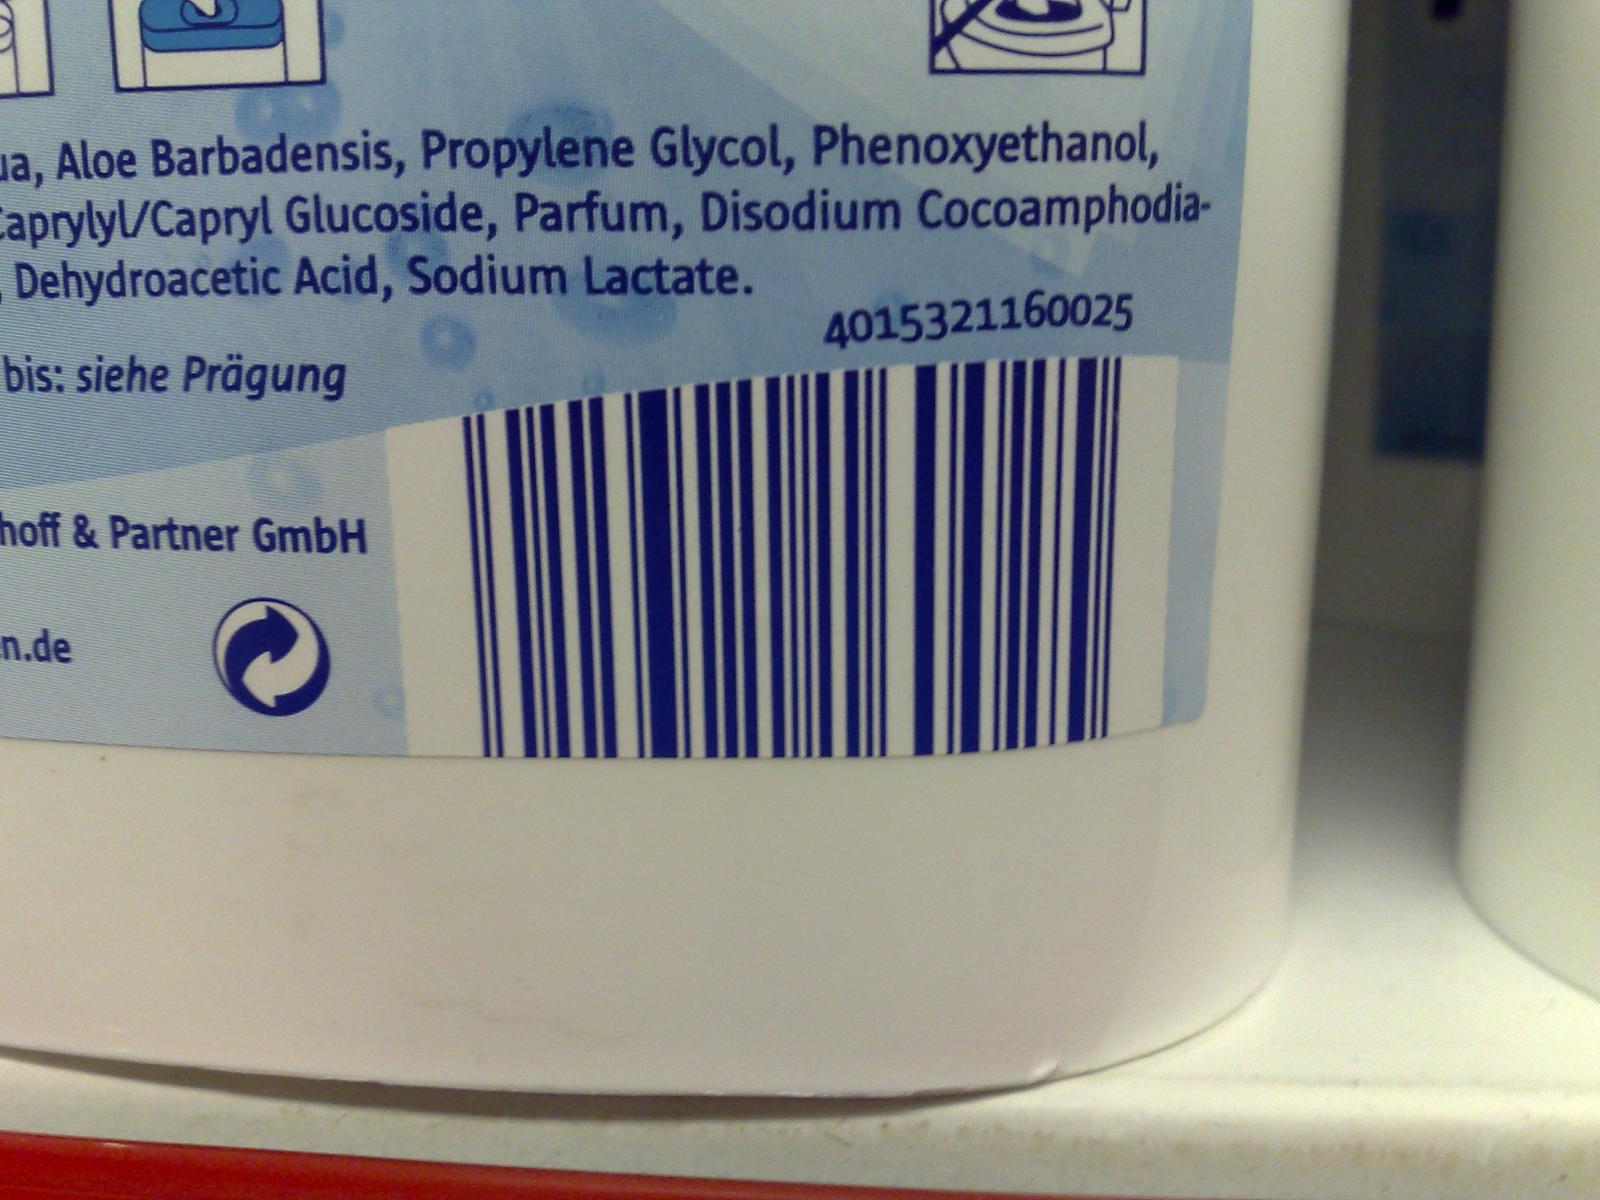 Aloe Barbadensis, Propylene Glycol, Phenoxyethanol,
Caprylyl/Capryl Glucoside, Parfum, Disodium Cocoamphodia-
, Dehydroacetic Acid, Sodium Lactate.
4015321160025
bis: siehe Prägung
hoff & Partner GmbH
n.de